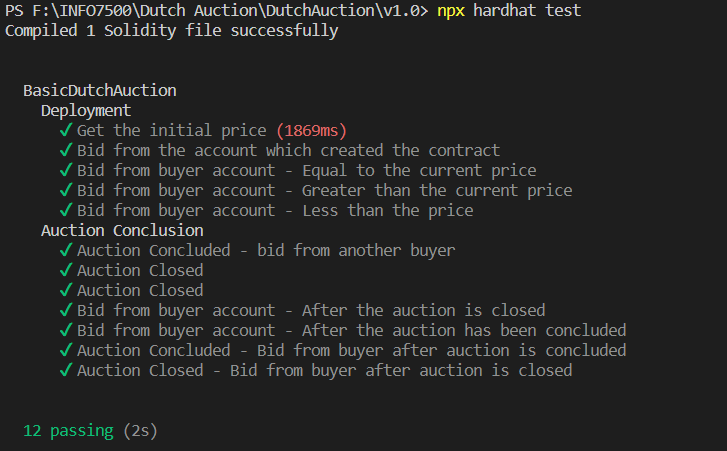 PS F:\INFO7500\Dutch Auction\DutchAuction\v1.0> npx hardhat test
Compiled 1 Solidity file successfully
BasicDutchAuction
Deployment
✓ Get the initial price (1869ms)
✓ Bid from the account which created the contract
✓ Bid from buyer account - Equal to the current price
✓ Bid from buyer account - Greater than the current price
✓ Bid from buyer account - Less than the price
Auction Conclusion
✓ Auction Concluded - bid from another buyer
✓ Auction Closed
✓ Auction Closed
✓ Bid from buyer account - After the auction is closed
✓ Bid from buyer account - After the auction has been concluded
✓ Auction Concluded - Bid from buyer after auction is concluded
✓ Auction Closed - Bid from buyer after auction is closed
12 passing (2s)